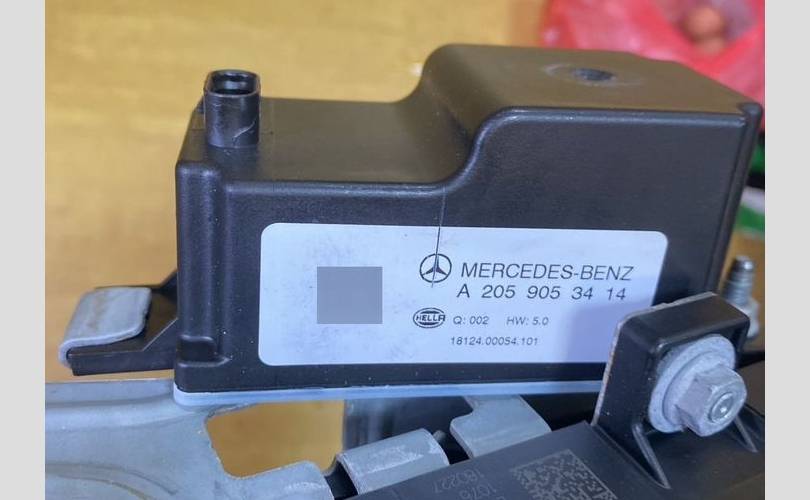 MERCEDES-BENZ
A 205 905 34 14
HELLA
Q: 002 HW: 5.0
18124.00054.101